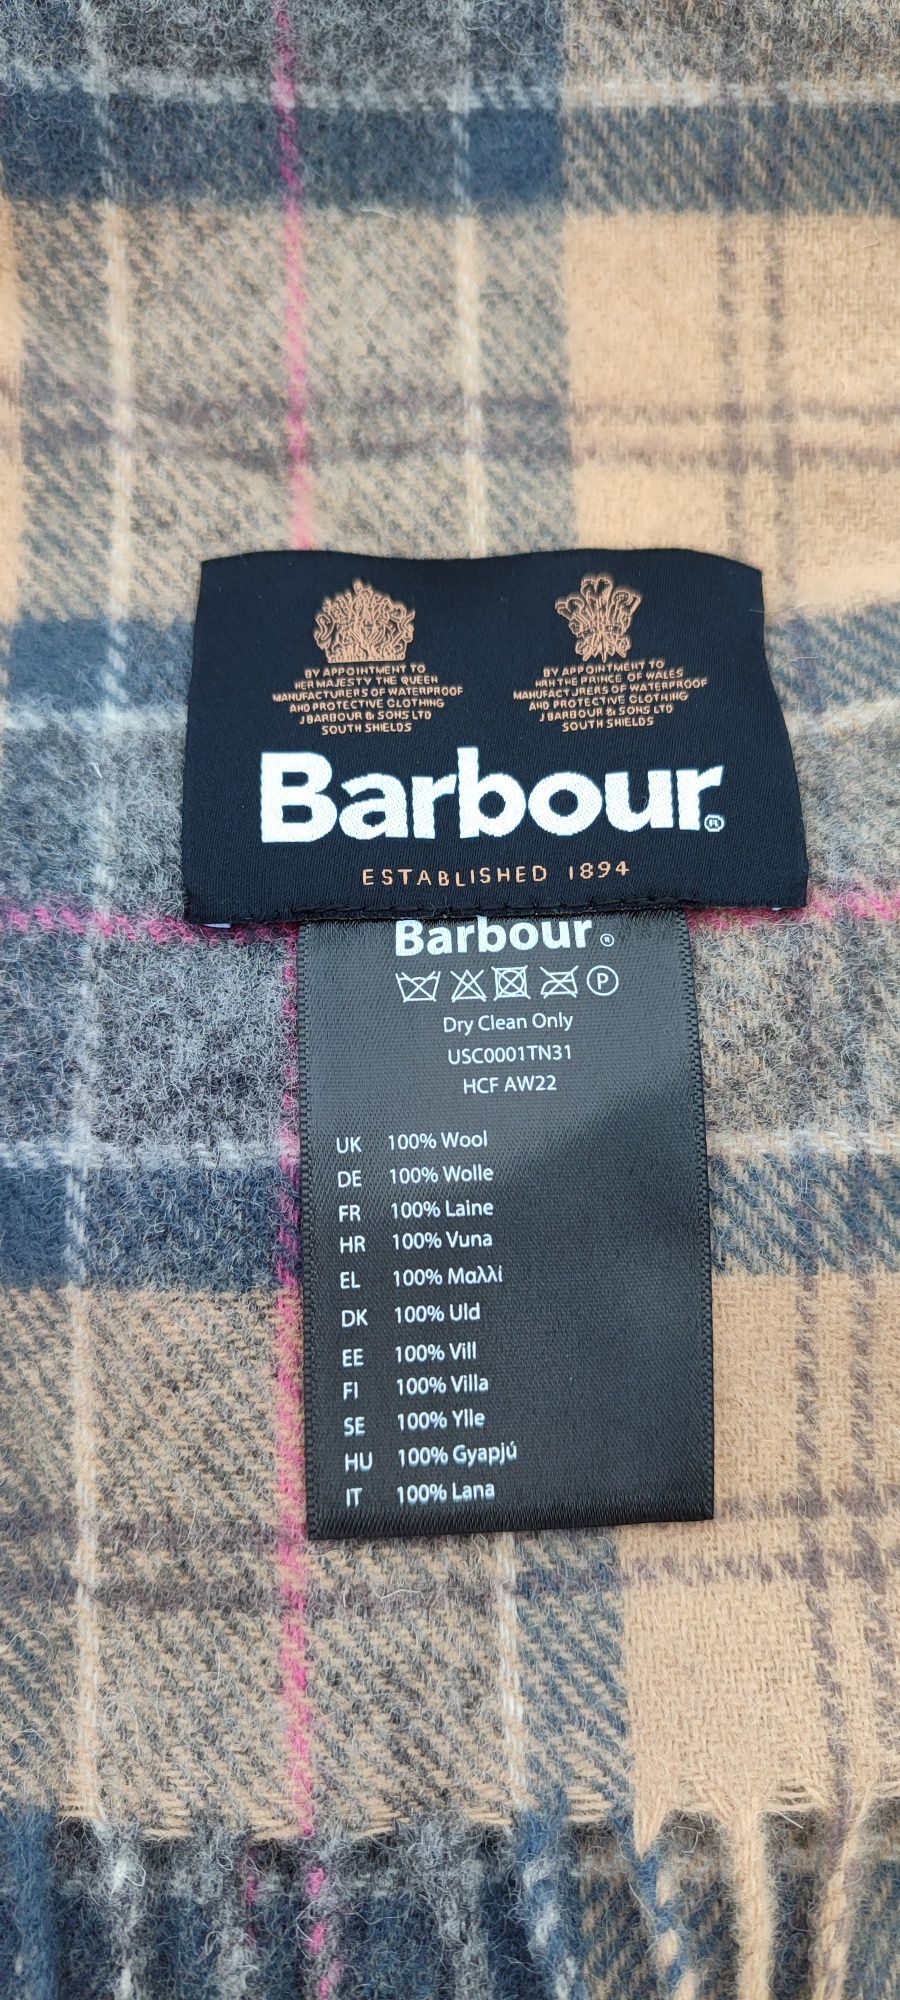 BY APPOINTMENT TO
HER MAJESTY THE QUEEN
MANUFACTURERS OF WATERPROOF
AND PROTECTIVE CLOTHING
J BARBOUR & SONS LTD
SOUTH SHIELDS
BY APPOINTMENT TO
HRH THE PRINCE OF WALES
MANUFACTURERS OF WATERPROOF
AND PROTECTIVE CLOTHING
J BARBOUR & SONS LTD
SOUTH SHIELDS
Barbour®
ESTABLISHED 1894
Barbour®
P
Dry Clean Only
USC0001TN31
HCF AW22
UK 100% Wool
DE 100% Wolle
FR 100% Laine
HR 100% Vuna
EL 100% Μαλλί
DK 100% Uld
EE 100% Vill
FI 100% Villa
SE 100% Ylle
HU 100% Gyapjú
IT 100% Lana